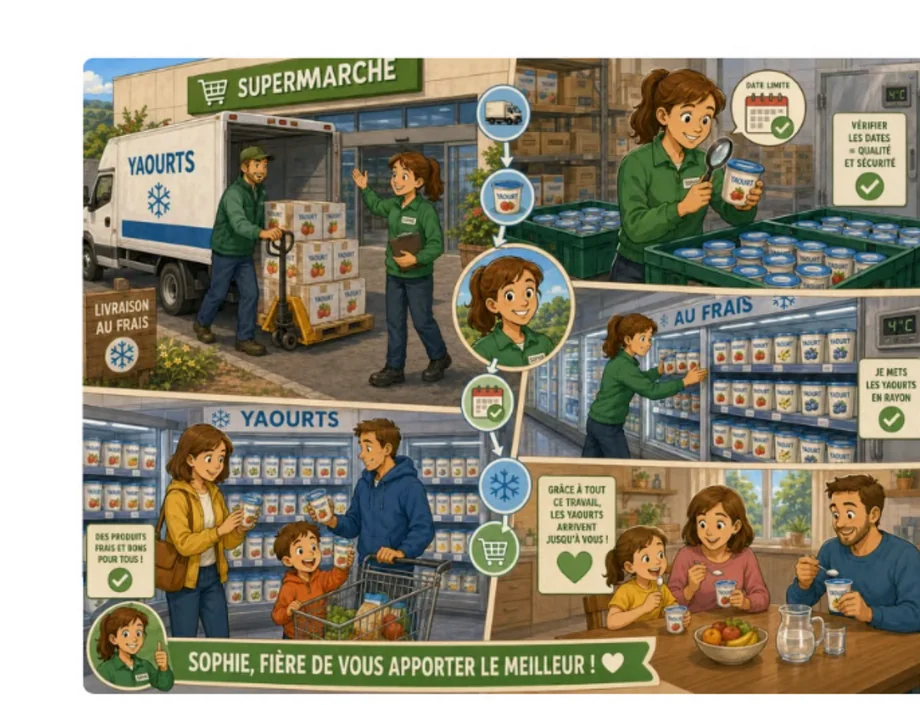 SUPERMARCHÉ
YAOURTS
LIVRAISON
AU FRAIS
DATE LIMITE
4°C
VÉRIFIER
LES DATES
= QUALITÉ
ET SÉCURITÉ
YAOURT
AU FRAIS
4°C
JE METS
LES YAOURTS
EN RAYON
YAOURTS
DES PRODUITS
FRAIS ET BONS
POUR TOUS !
GRÂCE À TOUT
CE TRAVAIL,
LES YAOURTS
ARRIVENT
JUSQU'À VOUS !
SOPHIE, FIÈRE DE VOUS APPORTER LE MEILLEUR !